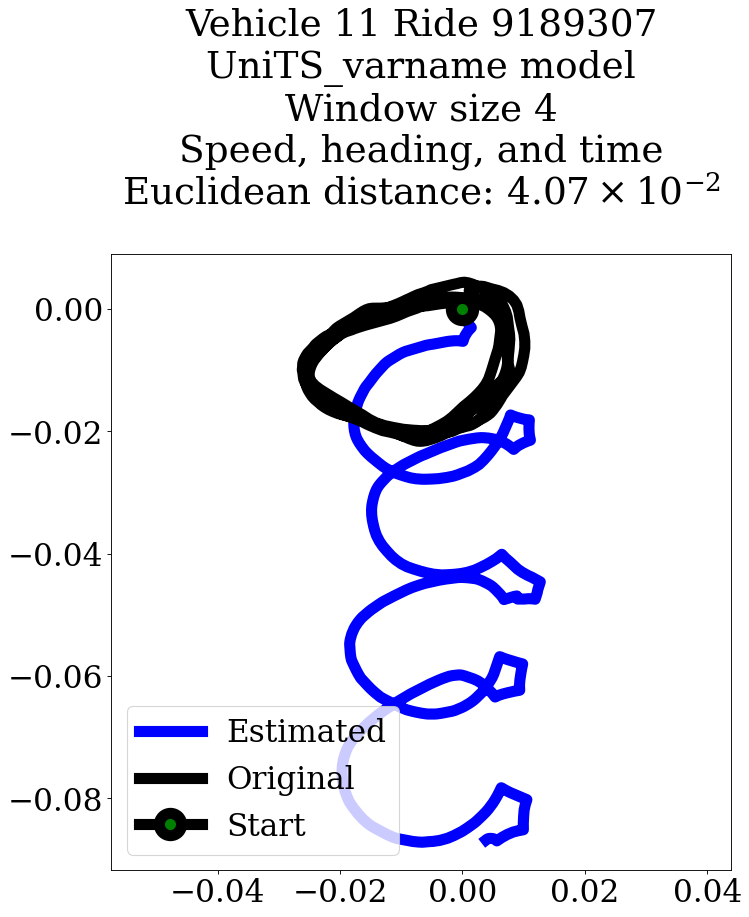 Vehicle 11 Ride 9189307
UniTS_varname model
Window size 4
Speed, heading, and time
Euclidean distance: $4.07 \times 10^{-2}$
0.00
−0.02
−0.04
−0.06
−0.08
Estimated
Original
Start
−0.04 −0.02 0.00 0.02 0.04